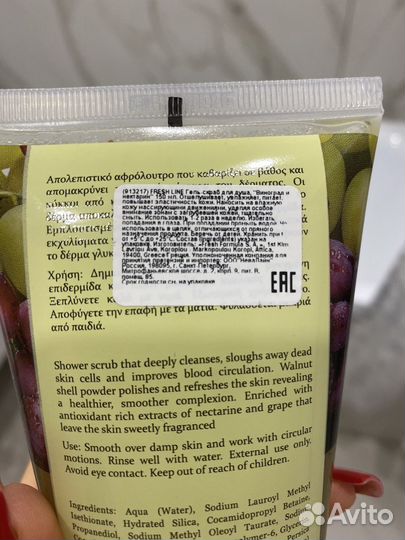 Απολεπιστικό αφρόλουτρο που καθαρίζει σε βάθος και
απομακρύνει
δέρματος.
κόκκοι από
δέρμα αποκα
Εμπλουτισμέ
εκχυλίσματα
το δέρμα γλυκ
(913217) FRESH LINE Гель скраб для душа, "Виноград и
нектарин" 150 мл. Отшелушивает, увлажняет, питает,
повышает эластичность кожи. Наносить на влажную
кожу массирующими движениями, уделяя особое
внимание зонам с загрубевшей кожей, тщательно
смыть. Использовать 1-2 раза в неделю. Избегать
попадания в глаза. При попадании промыть водой. Не
использовать в целях, отличающихся от прямого
назначения продукта. Беречь от детей. Хранить при t
от +5˚C до +25˚C. Состав (ingredients) указан на
упаковке. Изготовитель: «Fresh Formula S. A.», 1st Klm
Lavriou Ave, Koropiou - Markopoulou Koropi, Attica,
19400, Greece Греция. Уполномоченная компания для
принятия претензий и импортер: ООО "НеваЛайн"
Россия, 198095, г. Санкт-Петербург,
Митрофаньевское шоссе, д. 2, корп. 9, лит. В,
помещ. 85.
Срок годности см. на упаковке
EAC
Χρήση: Δημι
επιδερμίδα κ
Ξεπλύνετε
Αποφύγετε την επαφή με τα μάτια. Φυλάσσεται μακριά
από παιδιά.
Shower scrub that deeply cleanses, sloughs away dead
skin cells and improves blood circulation. Walnut
shell powder polishes and refreshes the skin revealing
a healthier, smoother complexion. Enriched with
antioxidant rich extracts of nectarine and grape that
leave the skin sweetly fragranced
Use: Smooth over damp skin and work with circular
motions. Rinse well with water. External use only.
Avoid eye contact. Keep out of reach of children.
Ingredients: Aqua (Water), Sodium Lauroyl Methyl
Isethionate, Hydrated Silica, Cocamidopropyl Betaine,
Propanediol, Sodium Methyl Oleoyl Taurate, Sodium
Avito